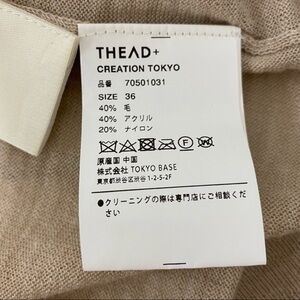 THEAD+
CREATION TOKYO
品番 70501031
SIZE 36
40% 毛
40% アクリル
20% ナイロン
原産国 中国
株式会社 TOKYO BASE
東京都渋谷区渋谷1-2-5-2F
●クリーニングの際は専門店にご相談ください